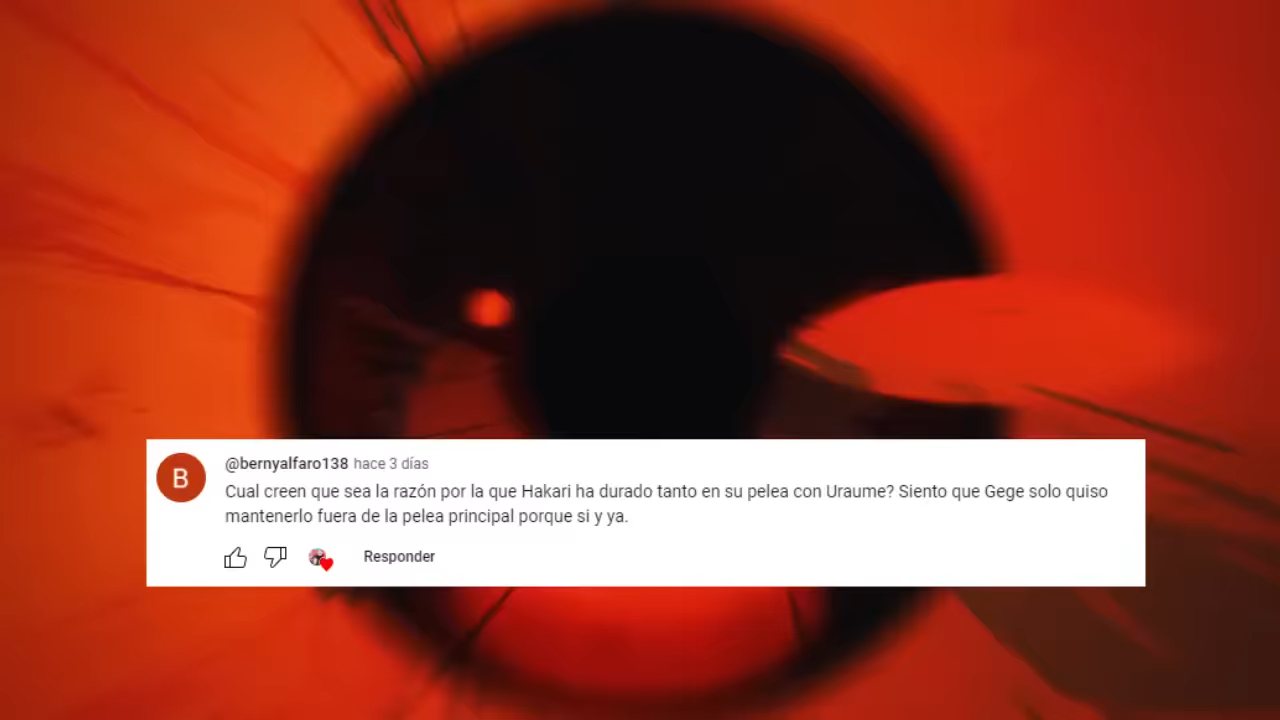 B
@bernyalfaro138 hace 3 días
Cual creen que sea la razón por la que Hakari ha durado tanto en su pelea con Uraume? Siento que Gege solo quiso
mantenerlo fuera de la pelea principal porque si y ya.
Responder